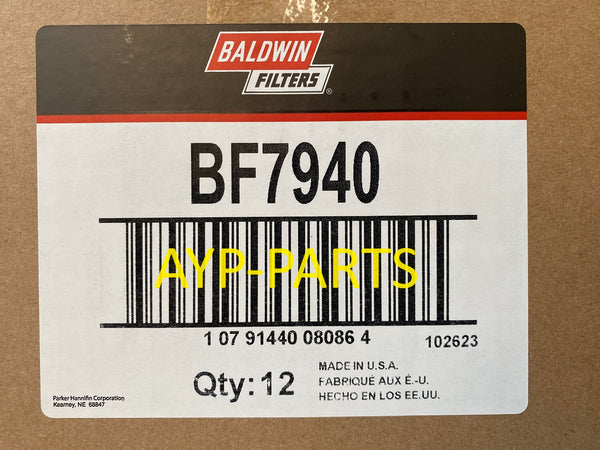 BALDWIN
FILTERS®
BF7940
AYP-PARTS
1 07 91440 08086 4
102623
Qty: 12
MADE IN U.S.A.
FABRIQUÉ AUX É.-U.
HECHO EN LOS EE.UU.
Parker Hannifin Corporation
Kearney, NE 68847